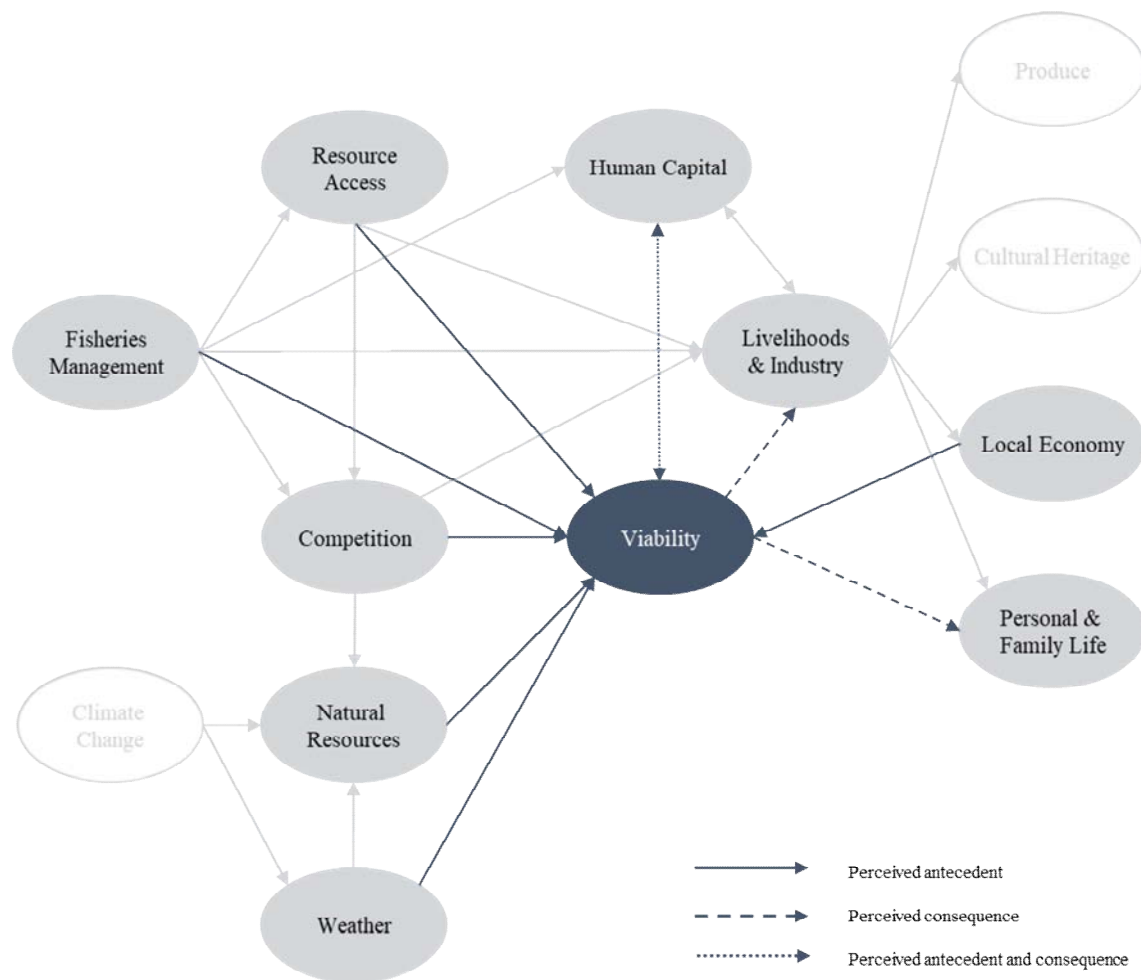 Produce
Resource
Access
Human Capital
Cultural Heritage
Fisheries
Management
Livelihoods
& Industry
Local Economy
Competition
Viability
Personal &
Family Life
Climate
Change
Natural
Resources
Weather
Perceived antecedent
Perceived consequence
Perceived antecedent and consequence